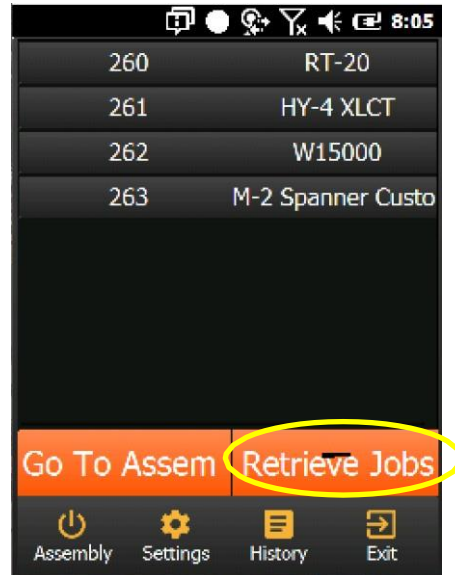 8:05
260 RT-20
261 HY-4 XLCT
262 W15000
263 M-2 Spanner Custo
Go To Assem Retrieve Jobs
Assembly Settings History Exit